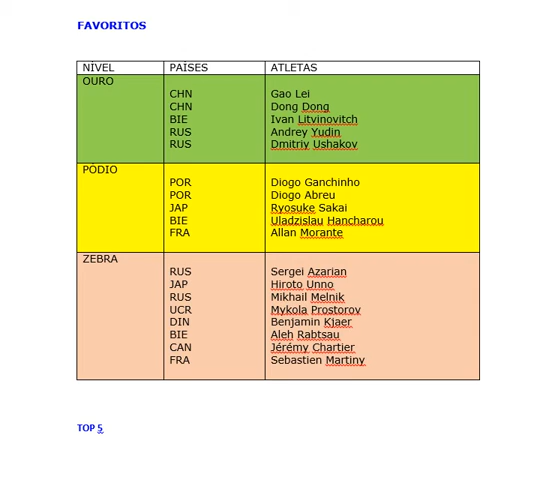 FAVORITOS
NÍVEL PAÍSES ATLETAS
OURO
CHN Gao Lei
CHN Dong Dong
BIE Ivan Litvinovitch
RUS Andrey Yudin
RUS Dmitriy Ushakov
PÓDIO
POR Diogo Ganchinho
POR Diogo Abreu
JAP Ryosuke Sakai
BIE Uladzislau Hancharou
FRA Allan Morante
ZEBRA
RUS Sergei Azarian
JAP Hiroto Unno
RUS Mikhail Melnik
UCR Mykola Prostorov
DIN Benjamin Kjaer
BIE Aleh Rabtsau
CAN Jérémy Chartier
FRA Sebastien Martiny
TOP 5